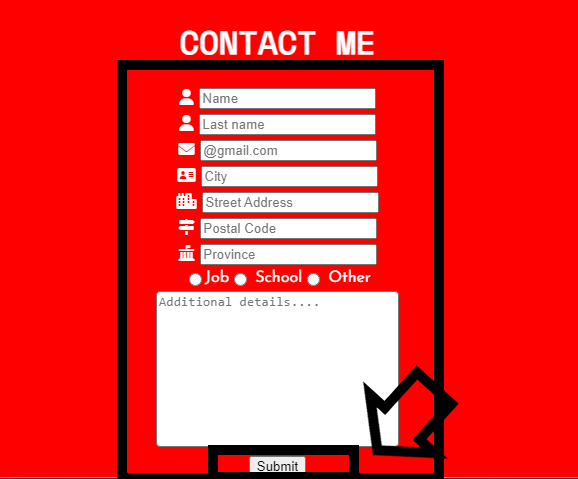 CONTACT ME
Name
Last name
@gmail.com
City
Street Address
Postal Code
Province
Job School Other
Additional details....
Submit